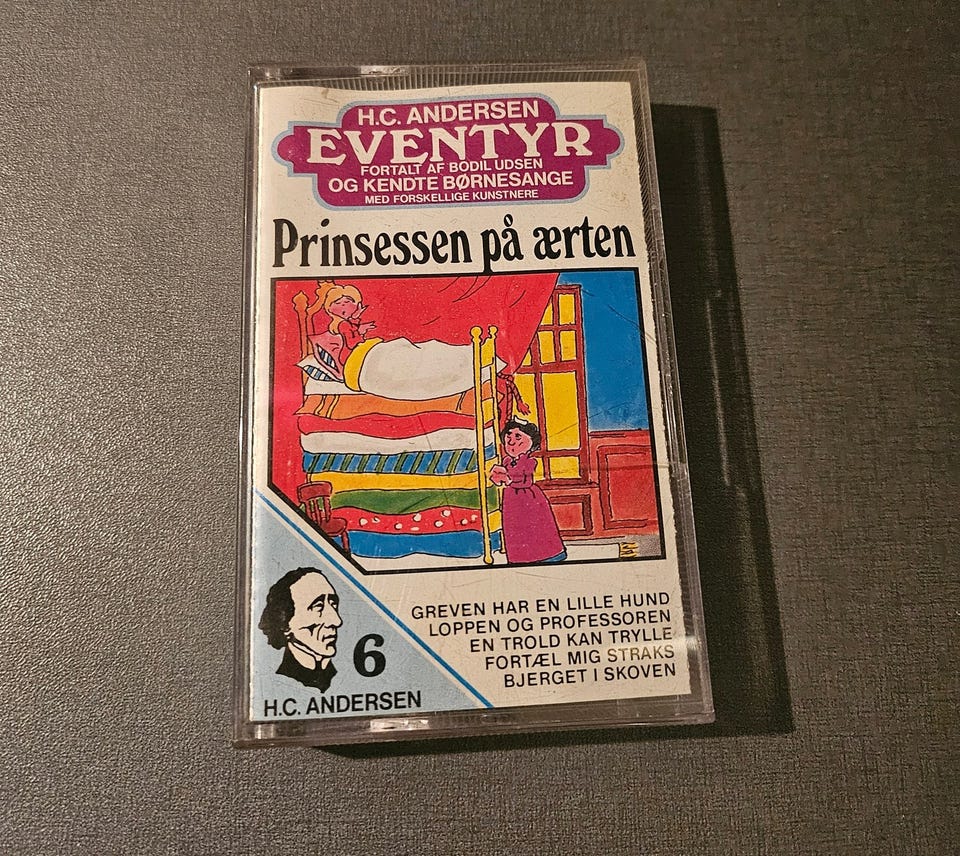 H.C. ANDERSEN
EVENTYR
FORTALT AF BODIL UDSEN
OG KENDTE BØRNESANGE
MED FORSKELLIGE KUNSTNERE
Prinsessen på ærten
GREVEN HAR EN LILLE HUND
LOPPEN OG PROFESSOREN
EN TROLD KAN TRYLLE
FORTÆL MIG STRAKS
BJERGET I SKOVEN
6
H.C. ANDERSEN